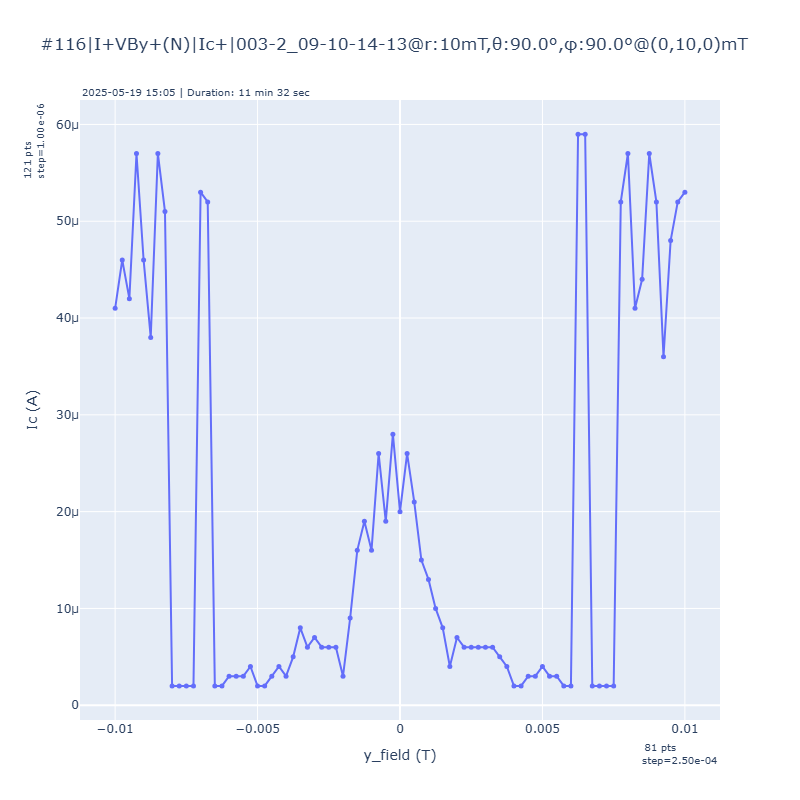 #116|I+VBy+(N)|Ic+|003-2_09-10-14-13@r:10mT,θ:90.0º,φ:90.0º@(0,10,0)mT
2025-05-19 15:05 | Duration: 11 min 32 sec
121 pts
step=1.00e-06
60μ
50μ
40μ
30μ
20μ
10μ
0
Ic (A)
−0.01
−0.005
0
0.005
0.01
y_field (T)
81 pts
step=2.50e-04